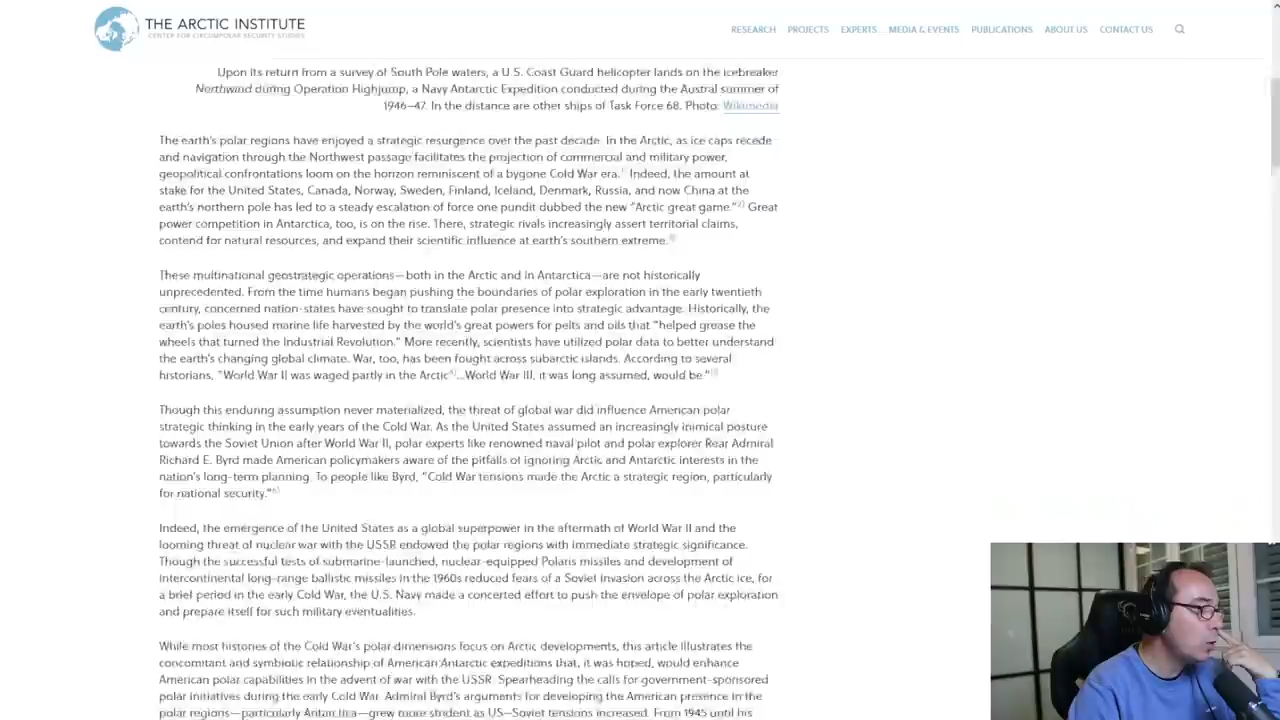 THE ARCTIC INSTITUTE
CENTER FOR CIRCUMPOLAR SECURITY STUDIES
RESEARCH PROJECTS EXPERTS MEDIA & EVENTS PUBLICATIONS ABOUT US CONTACT US
Upon its return from a survey of South Pole waters, a U.S. Coast Guard helicopter lands on the icebreaker
Northwind during Operation Highjump, a Navy Antarctic Expedition conducted during the Austral summer of
1946–47. In the distance are other ships of Task Force 68. Photo: Wikimedia
The earth's polar regions have enjoyed a strategic resurgence over the past decade. In the Arctic, as ice caps recede
and navigation through the Northwest passage facilitates the projection of commercial and military power,
geopolitical confrontations loom on the horizon reminiscent of a bygone Cold War era. Indeed, the amount at
stake for the United States, Canada, Norway, Sweden, Finland, Iceland, Denmark, Russia, and now China at the
earth's northern pole has led to a steady escalation of force one pundit dubbed the new "Arctic great game."2) Great
power competition in Antarctica, too, is on the rise. There, strategic rivals increasingly assert territorial claims,
contend for natural resources, and expand their scientific influence at earth's southern extreme.
These multinational geostrategic operations—both in the Arctic and in Antarctica—are not historically
unprecedented. From the time humans began pushing the boundaries of polar exploration in the early twentieth
century, concerned nation-states have sought to translate polar presence into strategic advantage. Historically, the
earth's poles housed marine life harvested by the world's great powers for pelts and oils that "helped grease the
wheels that turned the Industrial Revolution." More recently, scientists have utilized polar data to better understand
the earth's changing global climate. War, too, has been fought across subarctic islands. According to several
historians, "World War II was waged partly in the Arctic…World War III, it was long assumed, would be."
Though this enduring assumption never materialized, the threat of global war did influence American polar
strategic thinking in the early years of the Cold War. As the United States assumed an increasingly inimical posture
towards the Soviet Union after World War II, polar experts like renowned naval pilot and polar explorer Rear Admiral
Richard E. Byrd made American policymakers aware of the pitfalls of ignoring Arctic and Antarctic interests in the
nation's long-term planning. To people like Byrd, "Cold War tensions made the Arctic a strategic region, particularly
for national security."
Indeed, the emergence of the United States as a global superpower in the aftermath of World War II and the
looming threat of nuclear war with the USSR endowed the polar regions with immediate strategic significance.
Though the successful tests of submarine-launched, nuclear-equipped Polaris missiles and development of
intercontinental long-range ballistic missiles in the 1960s reduced fears of a Soviet invasion across the Arctic ice, for
a brief period in the early Cold War, the U.S. Navy made a concerted effort to push the envelope of polar exploration
and prepare itself for such military eventualities.
While most histories of the Cold War's polar dimensions focus on Arctic developments, this article illustrates the
concomitant and symbiotic relationship of American Antarctic expeditions that, it was hoped, would enhance
American polar capabilities in the advent of war with the USSR. Spearheading the calls for government-sponsored
polar initiatives during the early Cold War, Admiral Byrd's arguments for developing the American presence in the
polar regions—particularly Antarctica—grew more strident as US–Soviet tensions increased. From 1945 until his